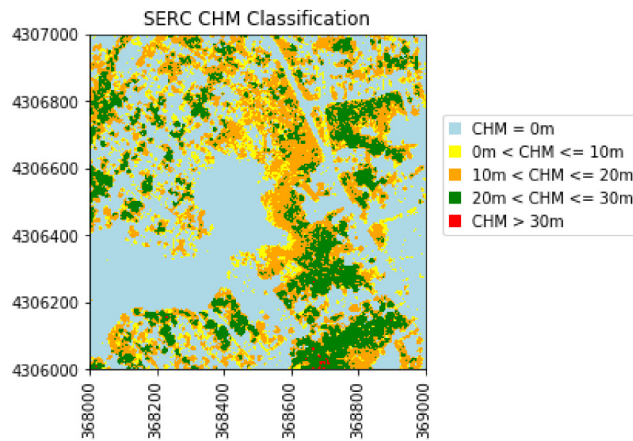 SERC CHM Classification
4307000
4306800
4306600
4306400
4306200
4306000
368000
368200
368400
368600
368800
369000
CHM = 0m
0m < CHM <= 10m
10m < CHM <= 20m
20m < CHM <= 30m
CHM > 30m